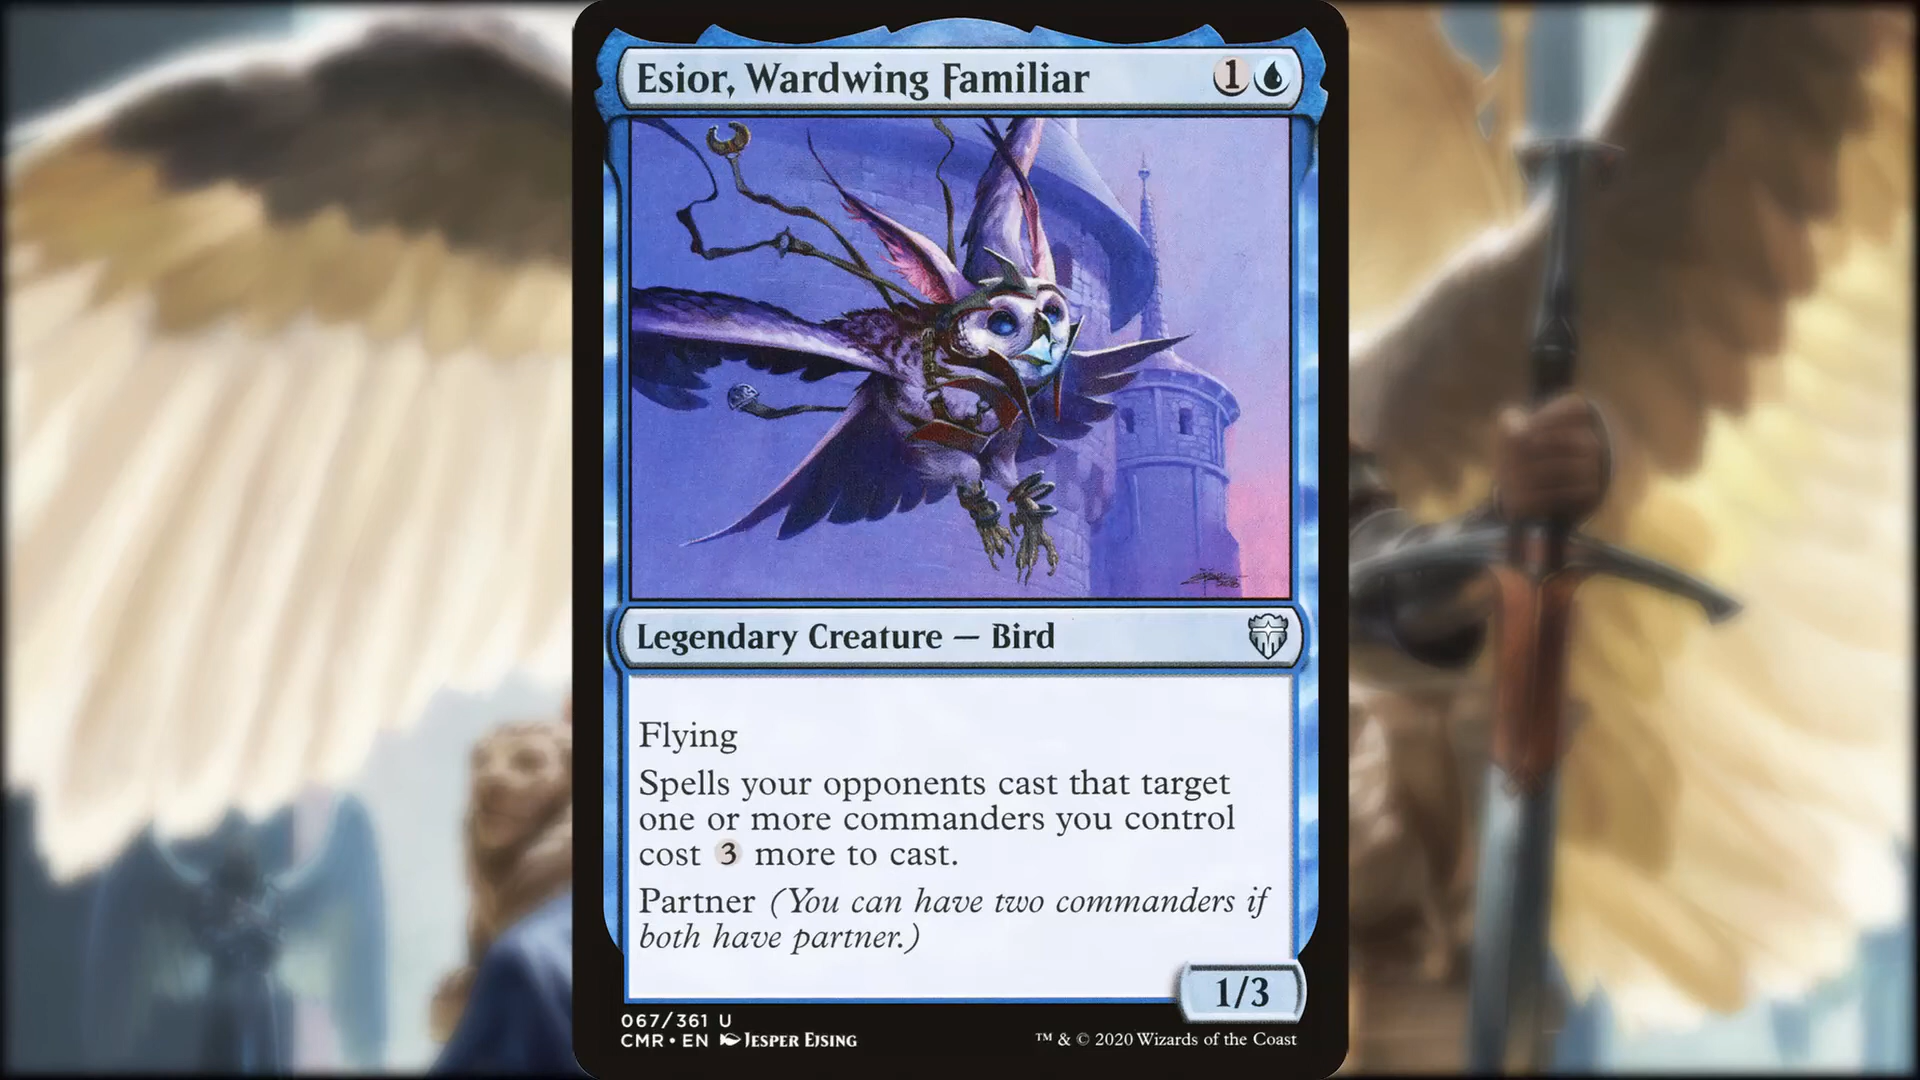 Esior, Wardwing Familiar 1
Legendary Creature — Bird
Flying
Spells your opponents cast that target
one or more commanders you control
cost 3 more to cast.
Partner (You can have two commanders if
both have partner.)
1/3
067/361 U
CMR • EN Jesper Ejsing
™ & © 2020 Wizards of the Coast